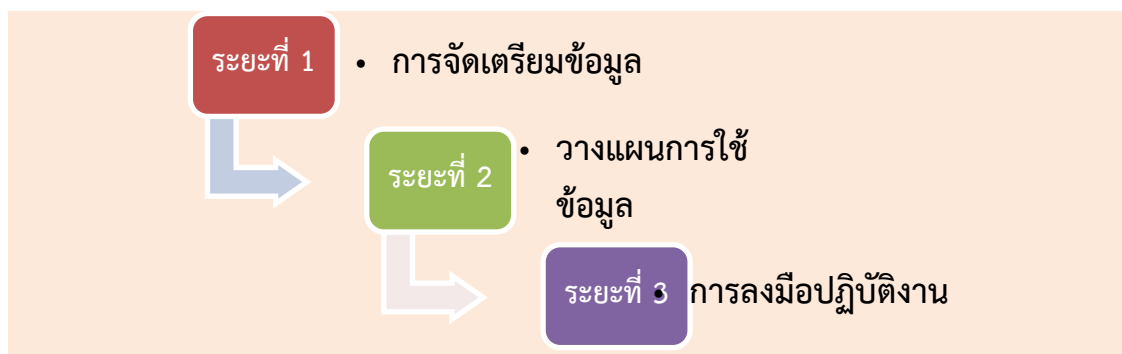 ระยะที่ 1
• การจัดเตรียมข้อมูล
ระยะที่ 2
• วางแผนการใช้
ข้อมูล
ระยะที่ 3
• การลงมือปฏิบัติงาน